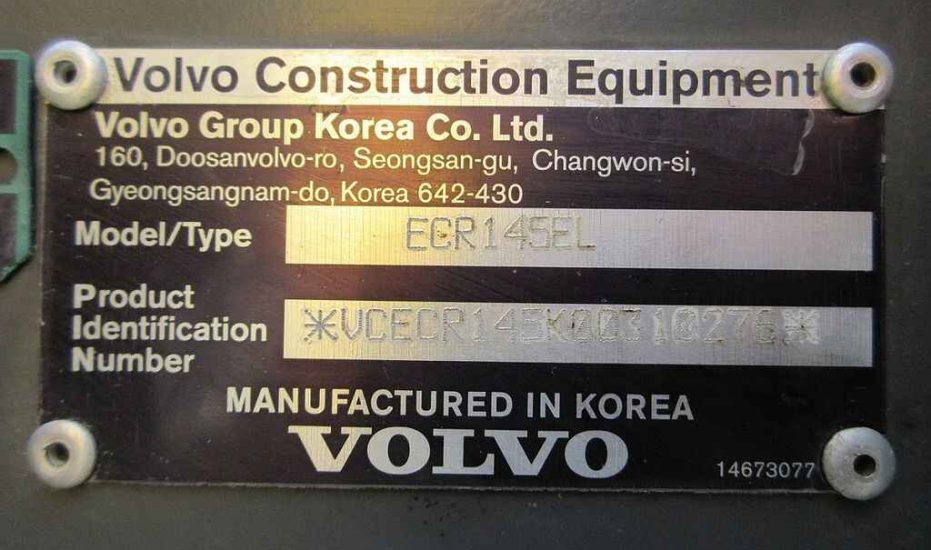 Volvo Construction Equipment
Volvo Group Korea Co. Ltd.
160, Doosanvolvo-ro, Seongsan-gu, Changwon-si,
Gyeongsangnam-do, Korea 642-430
Model/Type ECR145EL
Product
Identification
Number
*VCECR145K00310276*
MANUFACTURED IN KOREA
VOLVO
14673077